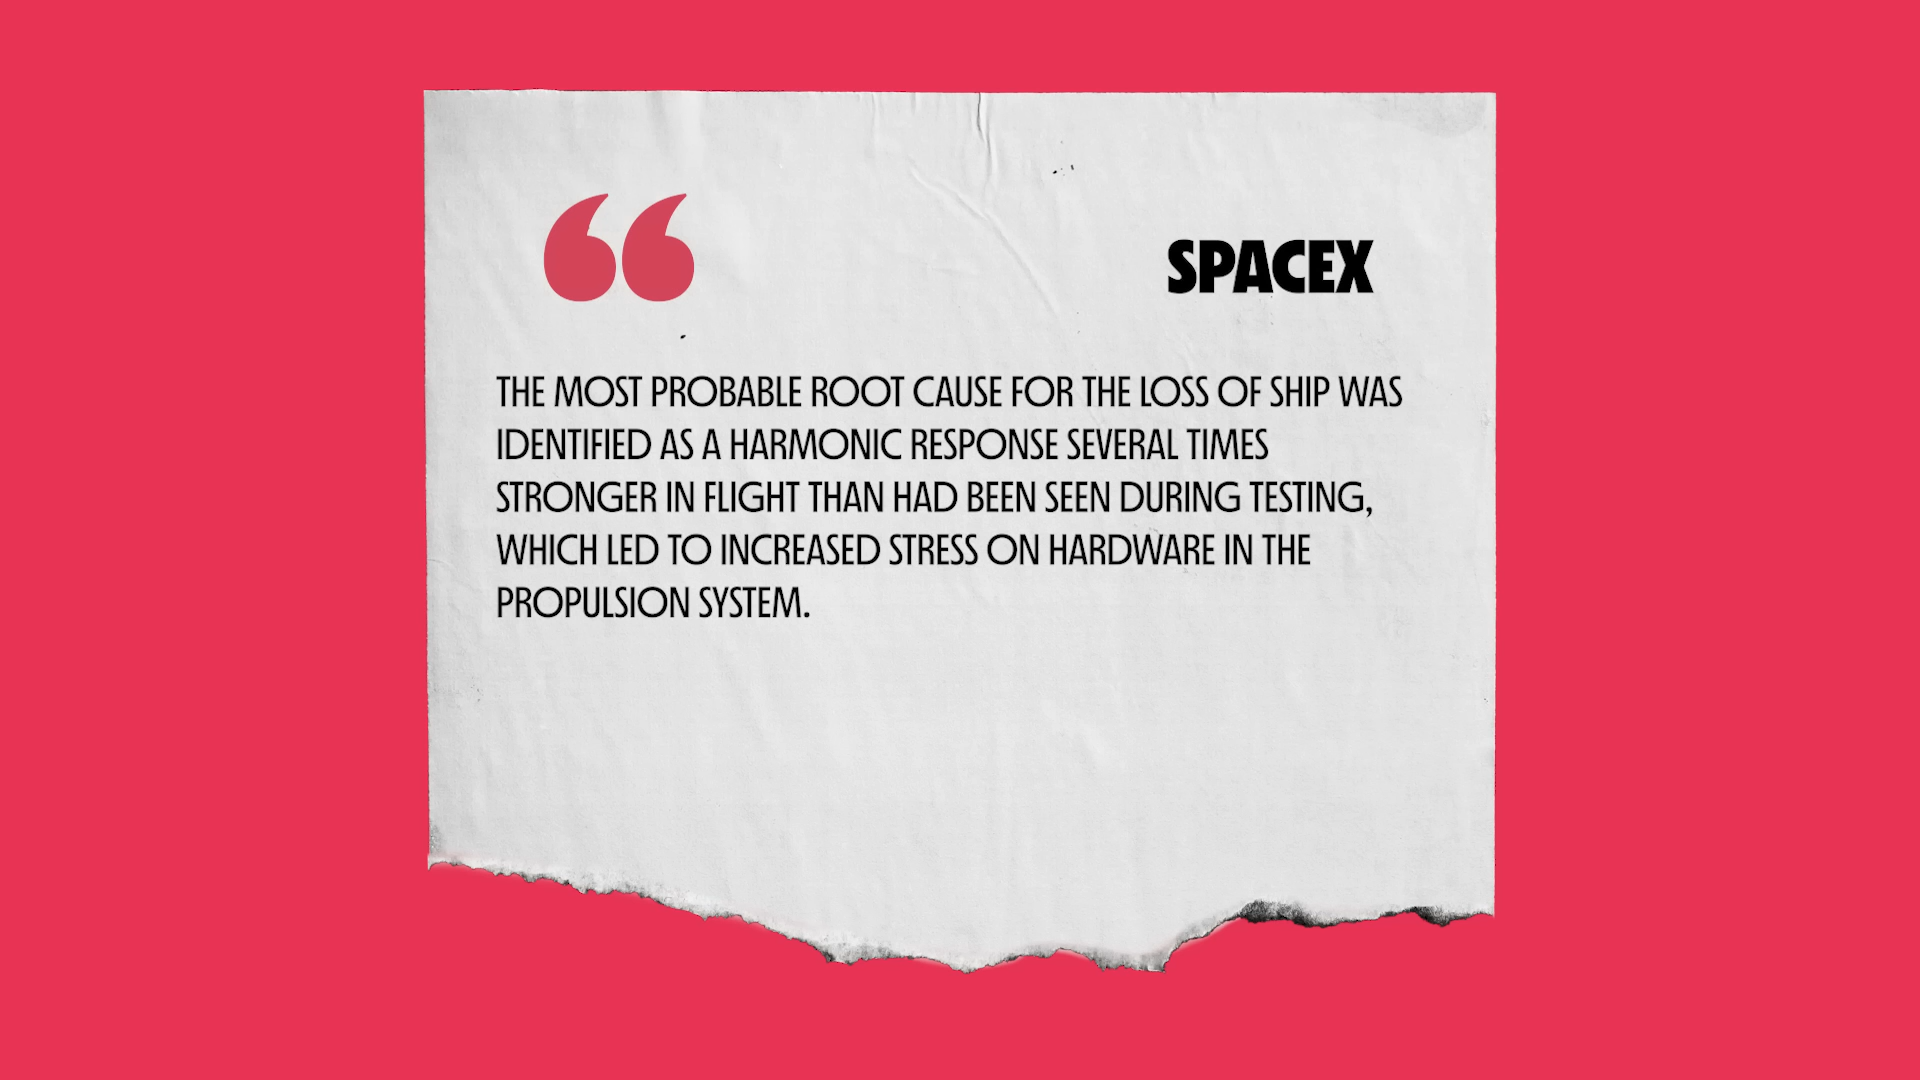 “
SPACEX
THE MOST PROBABLE ROOT CAUSE FOR THE LOSS OF SHIP WAS
IDENTIFIED AS A HARMONIC RESPONSE SEVERAL TIMES
STRONGER IN FLIGHT THAN HAD BEEN SEEN DURING TESTING,
WHICH LED TO INCREASED STRESS ON HARDWARE IN THE
PROPULSION SYSTEM.